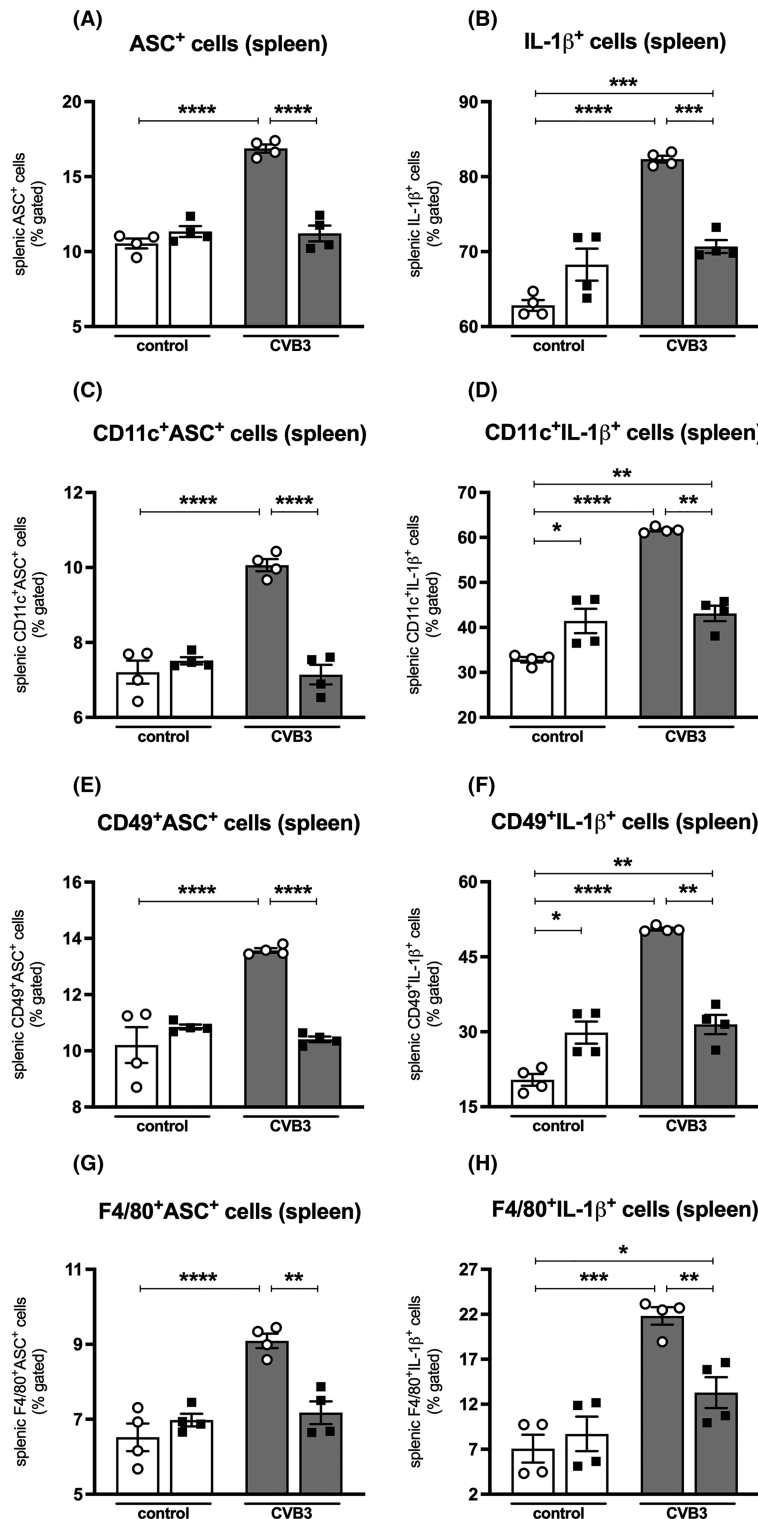 (A)
ASC+ cells (spleen)
splenic ASC+ cells
(% gated)
20
15
10
5
**** ****
control CVB3
(B)
IL-1β+ cells (spleen)
splenic IL-1β+ cells
(% gated)
90
80
70
60
***
**** ***
control CVB3
(C)
CD11c+ASC+ cells (spleen)
splenic CD11c+ASC+ cells
(% gated)
12
10
8
6
**** ****
control CVB3
(D)
CD11c+IL-1β+ cells (spleen)
splenic CD11c+IL-1β+ cells
(% gated)
70
60
50
40
30
20
**
**** **
*
control CVB3
(E)
CD49+ASC+ cells (spleen)
splenic CD49+ASC+ cells
(% gated)
16
14
12
10
8
**** ****
control CVB3
(F)
CD49+IL-1β+ cells (spleen)
splenic CD49+IL-1β+ cells
(% gated)
60
45
30
15
**
**** **
*
control CVB3
(G)
F4/80+ASC+ cells (spleen)
splenic F4/80+ASC+ cells
(% gated)
11
9
7
5
**** **
control CVB3
(H)
F4/80+IL-1β+ cells (spleen)
splenic F4/80+IL-1β+ cells
(% gated)
27
22
17
12
7
2
*
*** **
control CVB3